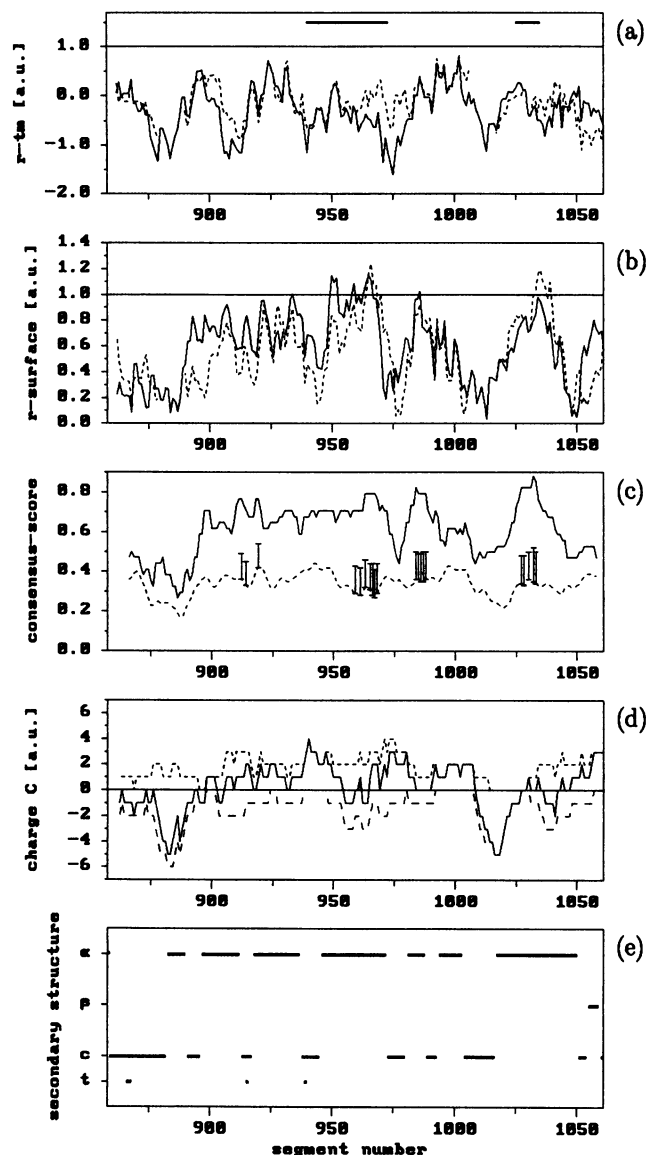 (a)
1.0
0.0
-1.0
-2.0
r-tm [a.u.]
900
950
1000
1050
(b)
1.4
1.2
1.0
0.8
0.6
0.4
0.2
0.0
r-surface [a.u.]
900
950
1000
1050
(c)
0.8
0.6
0.4
0.2
0.0
consensus-score
900
950
1000
1050
(d)
6
4
2
0
-2
-4
-6
charge C [a.u.]
900
950
1000
1050
(e)
α
β
c
t
secondary structure
900
950
1000
1050
segment number